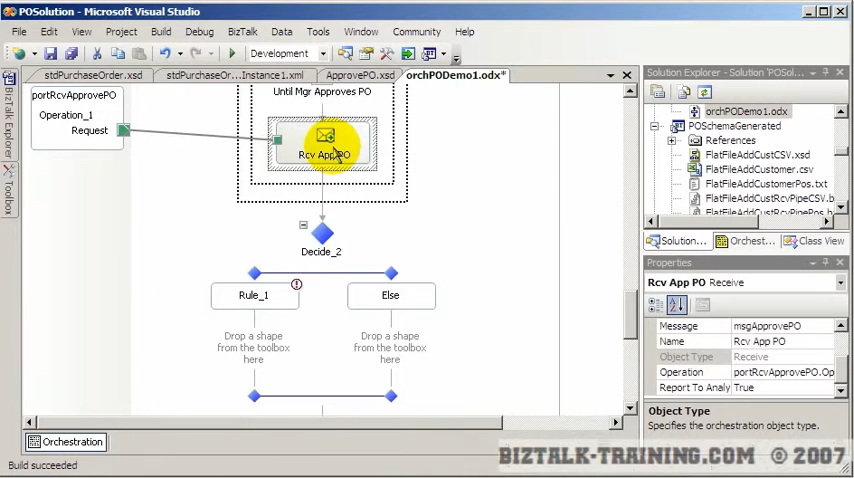 POSolution - Microsoft Visual Studio
File Edit View Project Build Debug BizTalk Data Tools Window Community Help
Development
stdPurchaseOrder.xsd stdPurchaseOr...Instance1.xml ApprovePO.xsd orchPODemo1.odx*
BizTalk Explorer
Toolbox
portRcvApprovePO
Operation_1
Request
Until Mgr Approves PO
Rcv App PO
Decide_2
Rule_1
Else
Drop a shape
from the toolbox
here
Drop a shape
from the toolbox
here
Orchestration
Build succeeded
Solution Explorer - "POSol...
orchPODemo1.odx
POSchemaGenerated
References
FlatFileAddCustCSV.xsd
FlatFileAddCustomer.csv
FlatFileAddCustomerPos.txt
FlatFileAddCustRcvPipeCSV.b
Solution... Orchest... Class View
Properties
Rcv App PO Receive
Message msgApprovePO
Name Rcv App PO
Object Type Receive
Operation portRcvApprovePO.Op
Report To Analy True
Object Type
Specifies the orchestration object type.
BIZTALK-TRAINING.COM © 2007